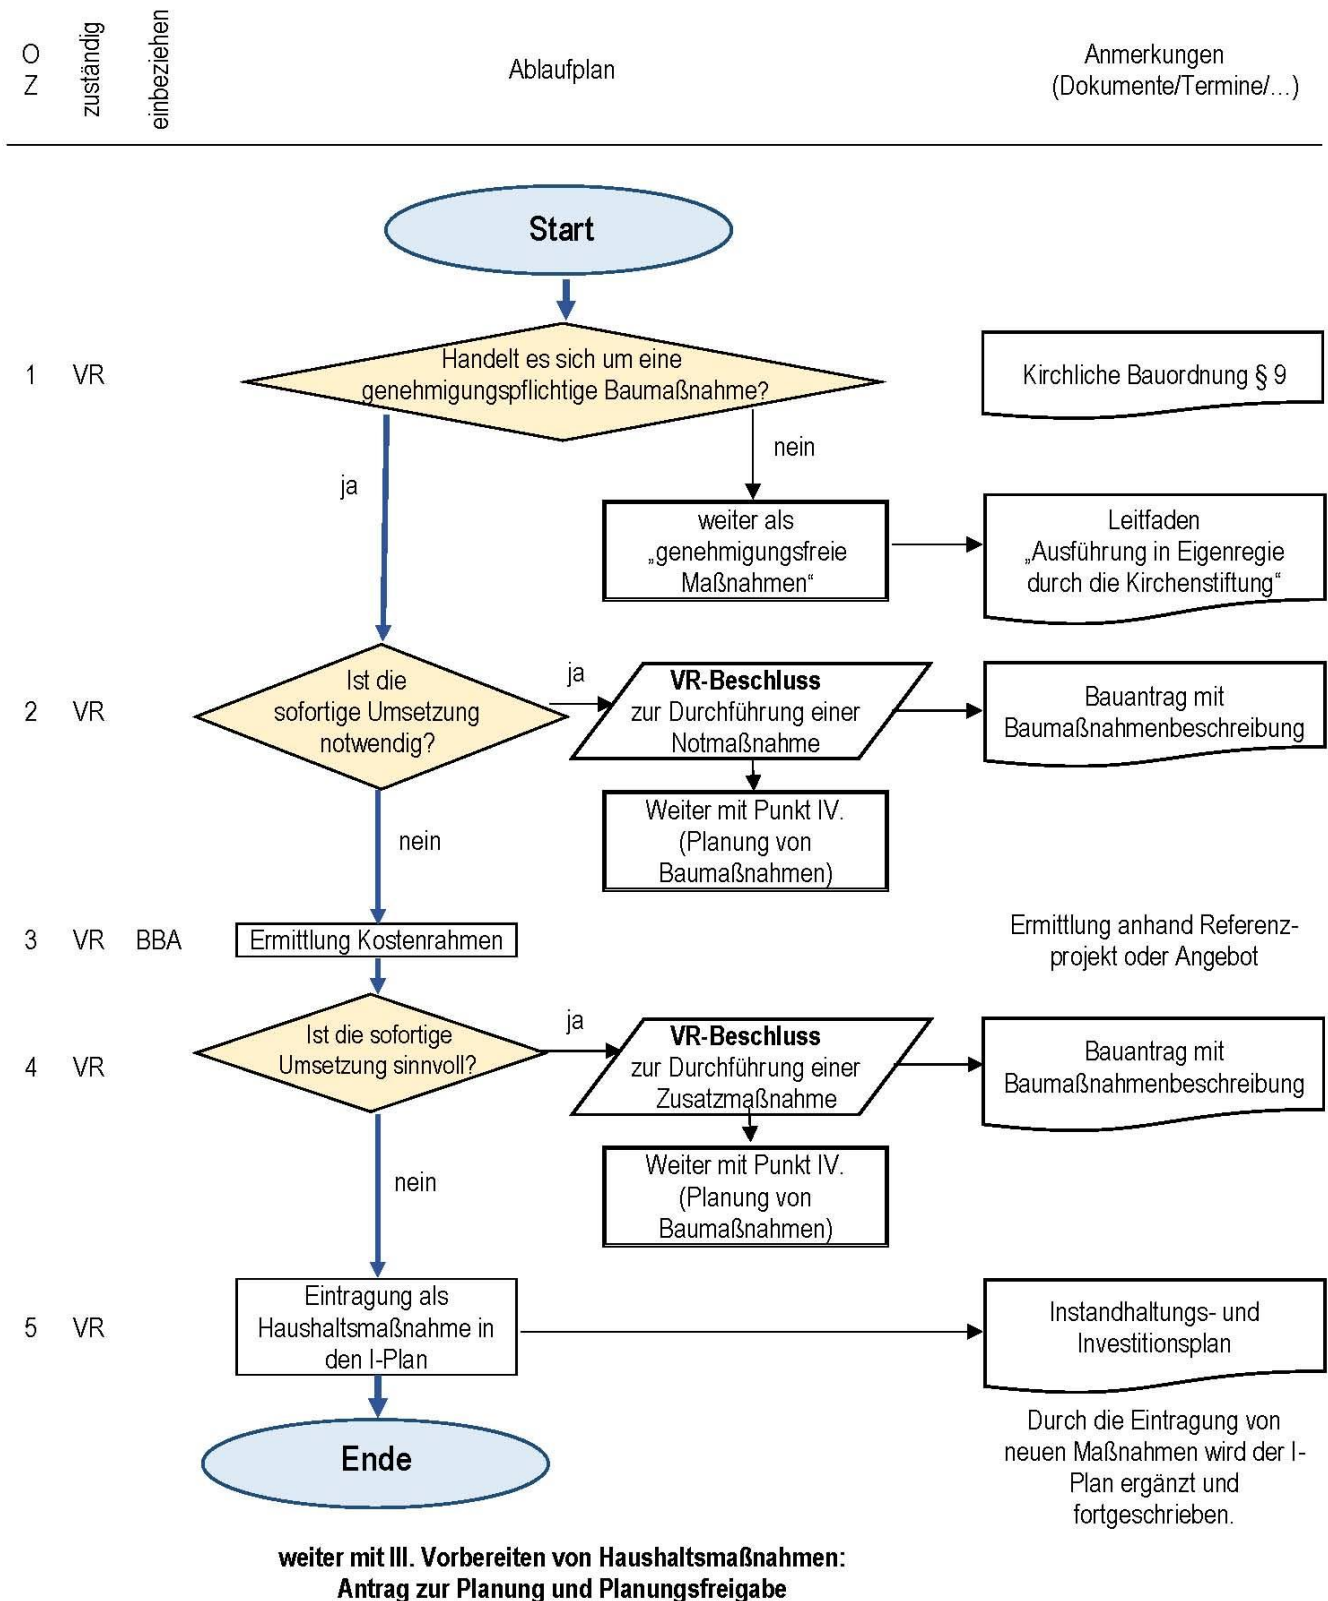 O
Z
zuständig
einbeziehen
Ablaufplan
Anmerkungen
(Dokumente/Termine/…)
Start
1 VR
Handelt es sich um eine
genehmigungspflichtige Baumaßnahme?
Kirchliche Bauordnung § 9
nein
ja
weiter als
„genehmigungsfreie
Maßnahmen“
Leitfaden
„Ausführung in Eigenregie
durch die Kirchenstiftung“
2 VR
Ist die
sofortige Umsetzung
notwendig?
ja
VR-Beschluss
zur Durchführung einer
Notmaßnahme
Bauantrag mit
Baumaßnahmenbeschreibung
nein
Weiter mit Punkt IV.
(Planung von
Baumaßnahmen)
3 VR BBA
Ermittlung Kostenrahmen
Ermittlung anhand Referenz-
projekt oder Angebot
4 VR
Ist die sofortige
Umsetzung sinnvoll?
ja
VR-Beschluss
zur Durchführung einer
Zusatzmaßnahme
Bauantrag mit
Baumaßnahmenbeschreibung
nein
Weiter mit Punkt IV.
(Planung von
Baumaßnahmen)
5 VR
Eintragung als
Haushaltsmaßnahme in
den I-Plan
Instandhaltungs- und
Investitionsplan
Durch die Eintragung von
neuen Maßnahmen wird der I-
Plan ergänzt und
fortgeschrieben.
Ende
weiter mit III. Vorbereiten von Haushaltsmaßnahmen:
Antrag zur Planung und Planungsfreigabe